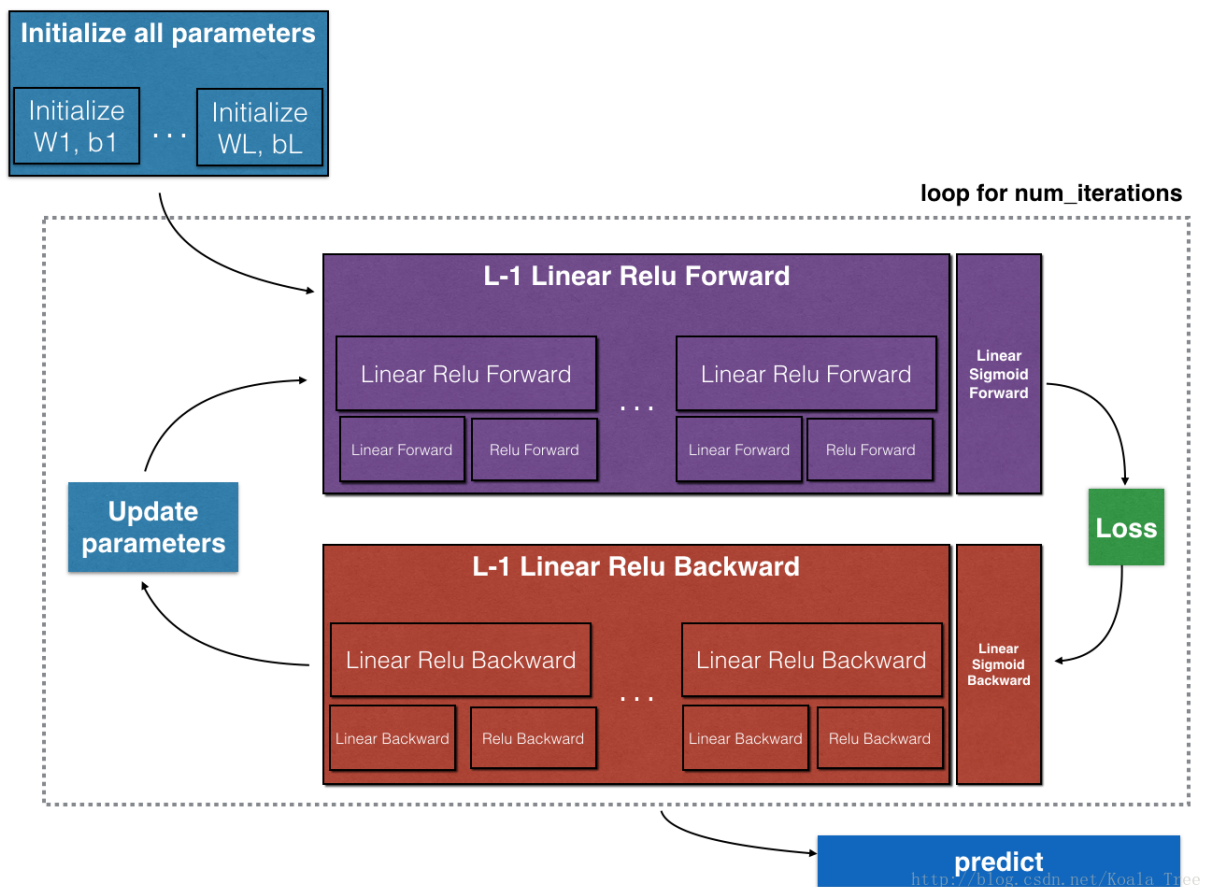 Initialize all parameters
Initialize
W1, b1
. . .
Initialize
WL, bL
loop for num_iterations
L-1 Linear Relu Forward
Linear Relu Forward
. . .
Linear Relu Forward
Linear Forward
Relu Forward
Linear Forward
Relu Forward
Linear
Sigmoid
Forward
Update
parameters
Loss
L-1 Linear Relu Backward
Linear Relu Backward
. . .
Linear Relu Backward
Linear Backward
Relu Backward
Linear Backward
Relu Backward
Linear
Sigmoid
Backward
predict
http://blog.csdn.net/Koala_Tree